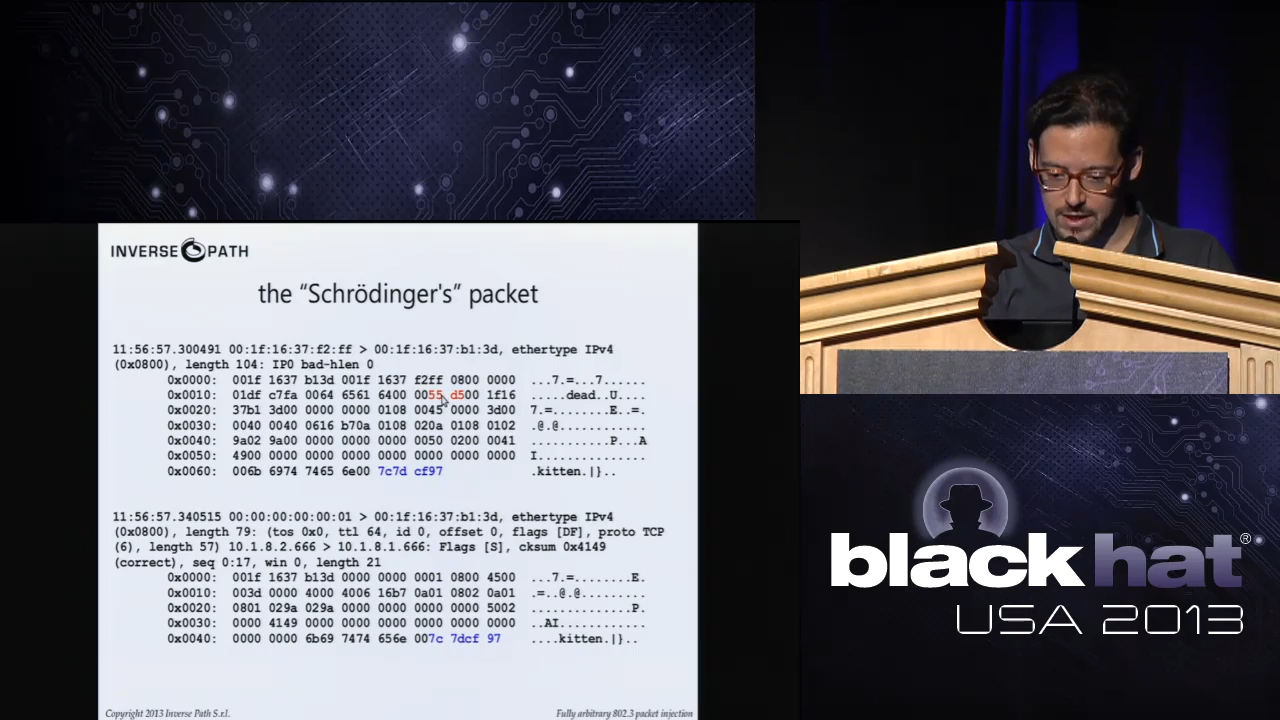 INVERSE PATH
the “Schrödinger's” packet
11:56:57.300491 00:1f:16:37:f2:ff > 00:1f:16:37:b1:3d, ethertype IPv4
(0x0800), length 104: IP0 bad-hlen 0
0x0000: 001f 1637 b13d 001f 1637 f2ff 0800 0000 ...7.=...7......
0x0010: 01df c7fa 0064 6561 6400 0055 d500 1f16 .....dead..U....
0x0020: 37b1 3d00 0000 0000 0108 0045 0000 3d00 7.=........E..=.
0x0030: 0040 0040 0616 b70a 0108 020a 0108 0102 .@.@............
0x0040: 9a02 9a00 0000 0000 0000 0050 0200 0041 ...........P...A
0x0050: 4900 0000 0000 0000 0000 0000 0000 0000 I...............
0x0060: 006b 6974 7465 6e00 7c7d cf97 .kitten.|}..
11:56:57.340515 00:00:00:00:00:01 > 00:1f:16:37:b1:3d, ethertype IPv4
(0x0800), length 79: (tos 0x0, ttl 64, id 0, offset 0, flags [DF], proto TCP
(6), length 57) 10.1.8.2.666 > 10.1.8.1.666: Flags [S], cksum 0x4149
(correct), seq 0:17, win 0, length 21
0x0000: 001f 1637 b13d 0000 0000 0001 0800 4500 ...7.=........E.
0x0010: 003d 0000 4000 4006 16b7 0a01 0802 0a01 .=..@.@.........
0x0020: 0801 029a 029a 0000 0000 0000 0000 5002 ..............P.
0x0030: 0000 4149 0000 0000 0000 0000 0000 0000 ..AI............
0x0040: 0000 0000 6b69 7474 656e 007c 7dcf 97 ....kitten.|}..
Copyright 2013 Inverse Path S.r.l.
Fully arbitrary 802.3 packet injection
black hat®
USA 2013